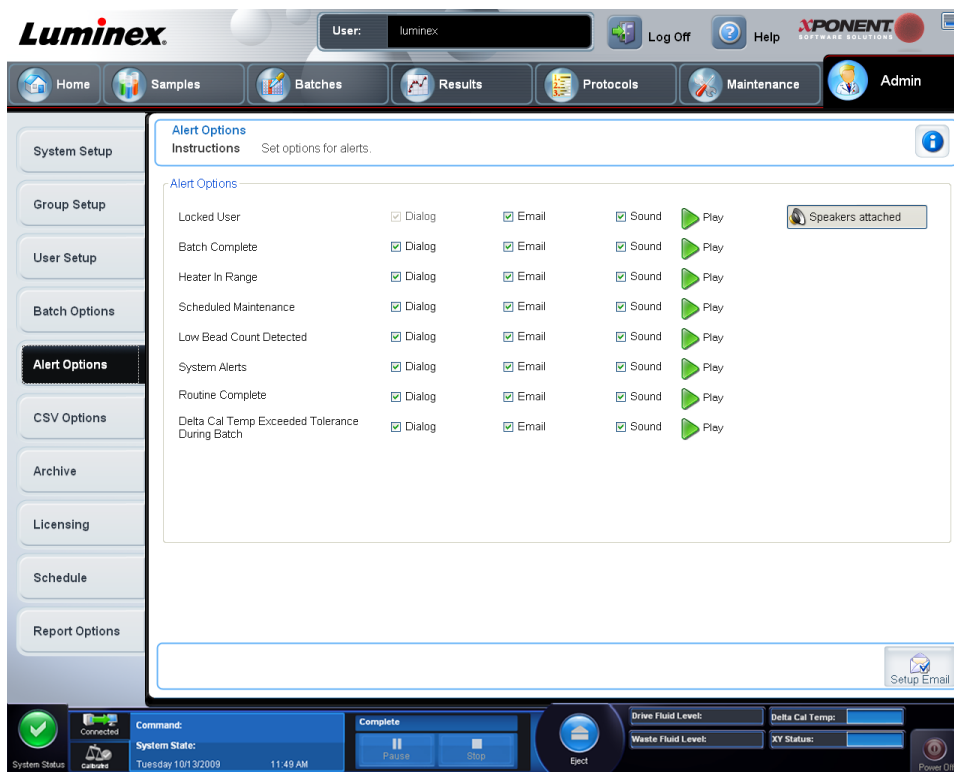 Luminex.
User: luminex
Log Off
Help
XPONENT.
SOFTWARE SOLUTIONS
Home
Samples
Batches
Results
Protocols
Maintenance
Admin
System Setup
Group Setup
User Setup
Batch Options
Alert Options
CSV Options
Archive
Licensing
Schedule
Report Options
Alert Options
Instructions Set options for alerts.
Alert Options
Locked User Dialog Email Sound Play Speakers attached
Batch Complete Dialog Email Sound Play
Heater In Range Dialog Email Sound Play
Scheduled Maintenance Dialog Email Sound Play
Low Bead Count Detected Dialog Email Sound Play
System Alerts Dialog Email Sound Play
Routine Complete Dialog Email Sound Play
Delta Cal Temp Exceeded Tolerance
During Batch Dialog Email Sound Play
Setup Email
System Status
Connected
Calibrated
Command:
System State:
Tuesday 10/13/2009 11:49 AM
Complete
Pause
Stop
Eject
Drive Fluid Level:
Waste Fluid Level:
Delta Cal Temp:
XY Status:
Power Off